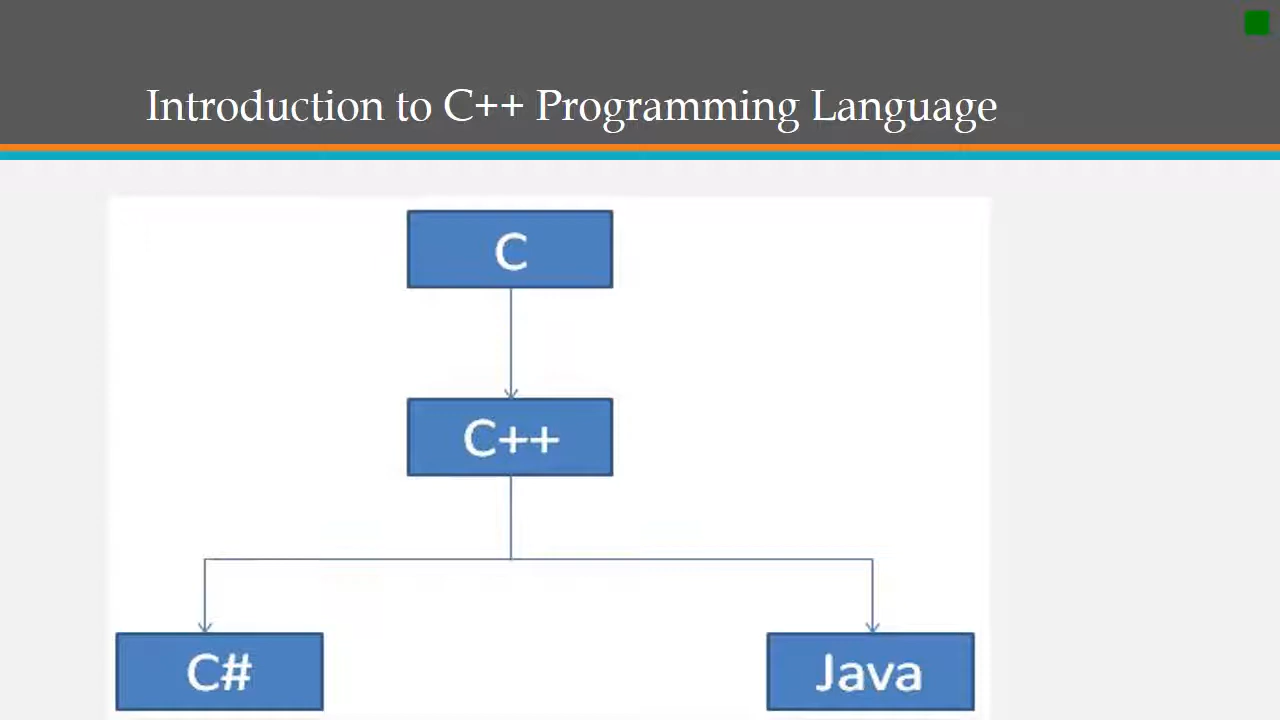 Introduction to C++ Programming Language
C
C++
C#
Java